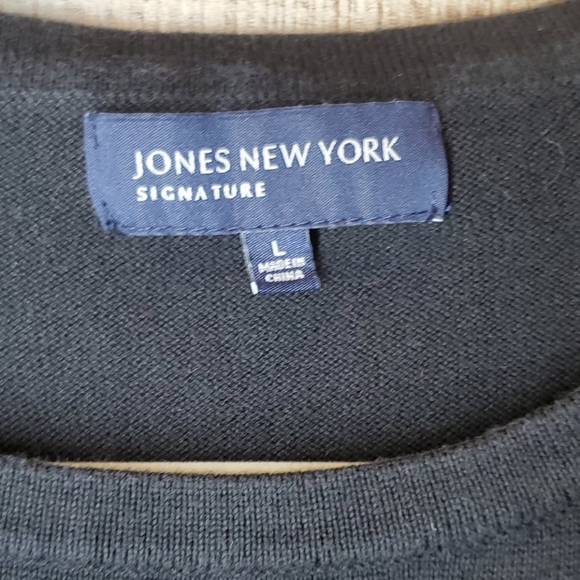 JONES NEW YORK
SIGNATURE
L
MADE IN
CHINA